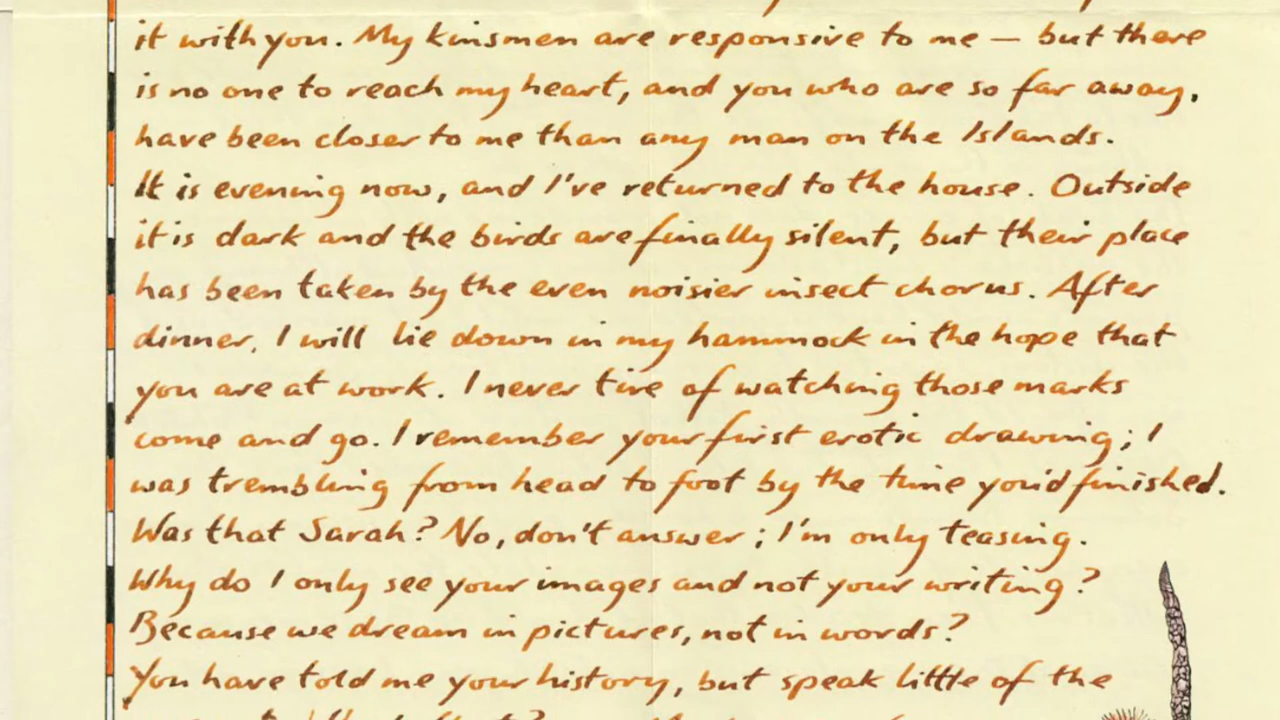 it with you. My kinsmen are responsive to me — but there
is no one to reach my heart, and you who are so far away,
have been closer to me than any man on the Islands.
It is evening now, and I've returned to the house. Outside
it is dark and the birds are finally silent, but their place
has been taken by the even noisier insect chorus. After
dinner, I will lie down in my hammock in the hope that
you are at work. I never tire of watching those marks
come and go. I remember your first erotic drawing; I
was trembling from head to foot by the time you'd finished.
Was that Sarah? No, don't answer; I'm only teasing.
Why do I only see your images and not your writing?
Because we dream in pictures, not in words?
You have told me your history, but speak little of the